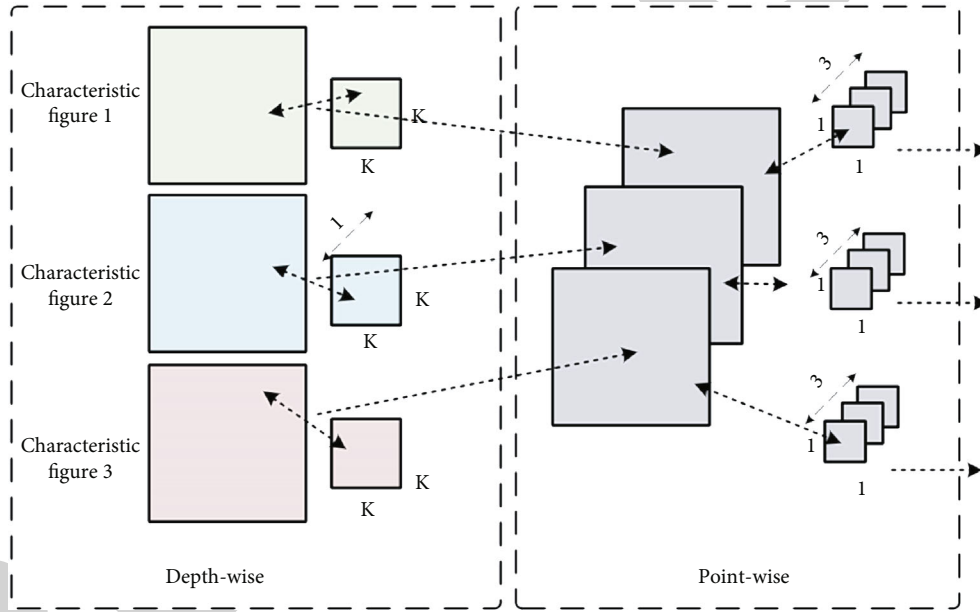 Characteristic
figure 1
K
K
Characteristic
figure 2
1
K
K
Characteristic
figure 3
K
K
Depth-wise
3
1
1
3
1
1
3
1
1
Point-wise